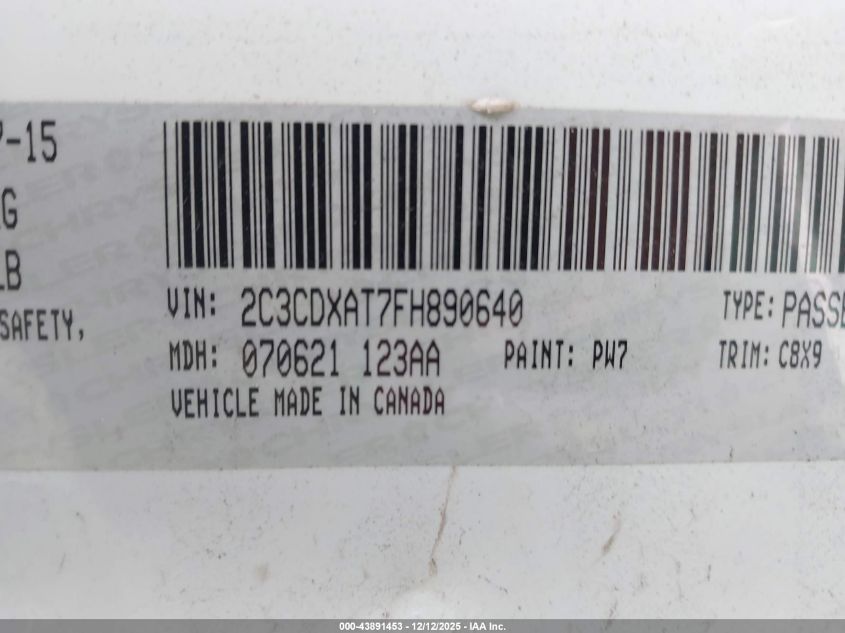 7-15
G
LB
SAFETY,
VIN: 2C3CDXAT7FH890640 TYPE: PASSE
MDH: 070621 123AA PAINT: PW7 TRIM: C8X9
VEHICLE MADE IN CANADA
000-43891453 - 12/12/2025 - IAA Inc.